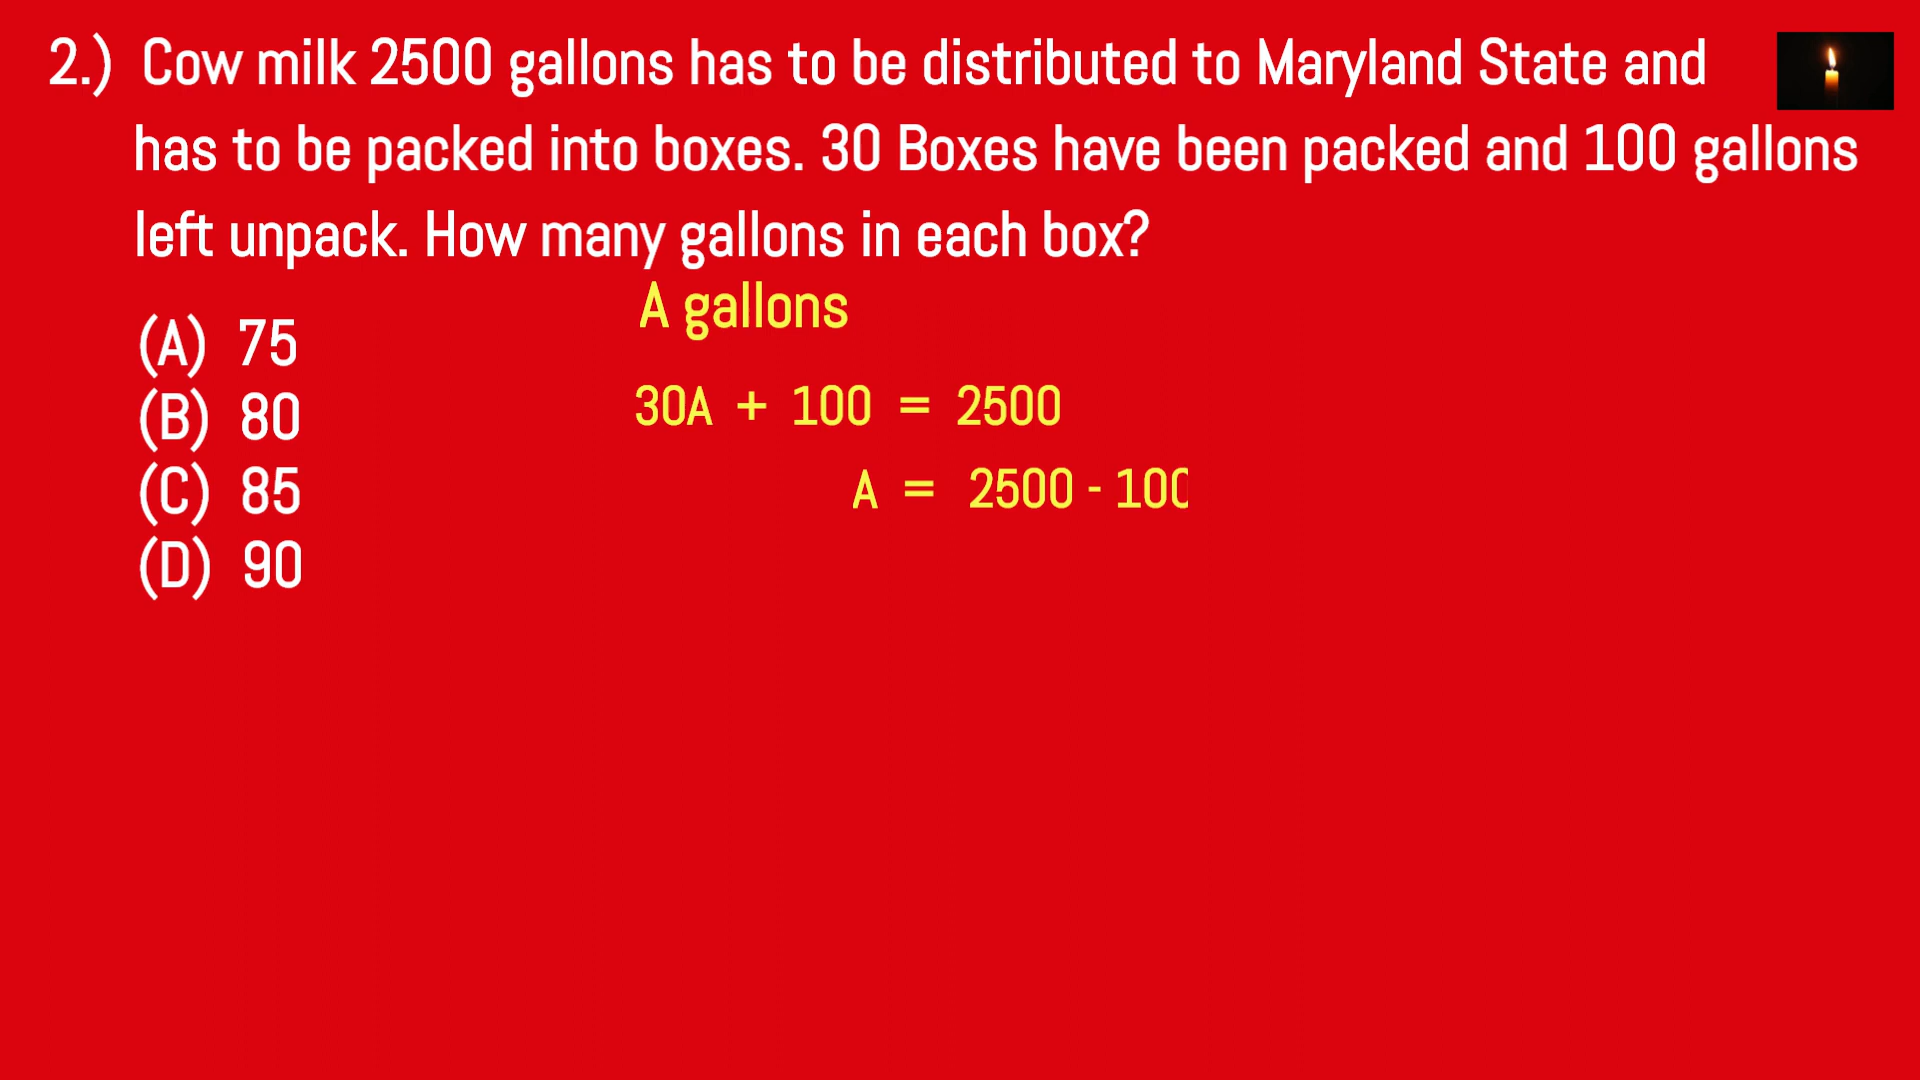 2.) Cow milk 2500 gallons has to be distributed to Maryland State and
has to be packed into boxes. 30 Boxes have been packed and 100 gallons
left unpack. How many gallons in each box?
A gallons
(A) 75
(B) 80
(C) 85
(D) 90
30A + 100 = 2500
A = 2500 - 100